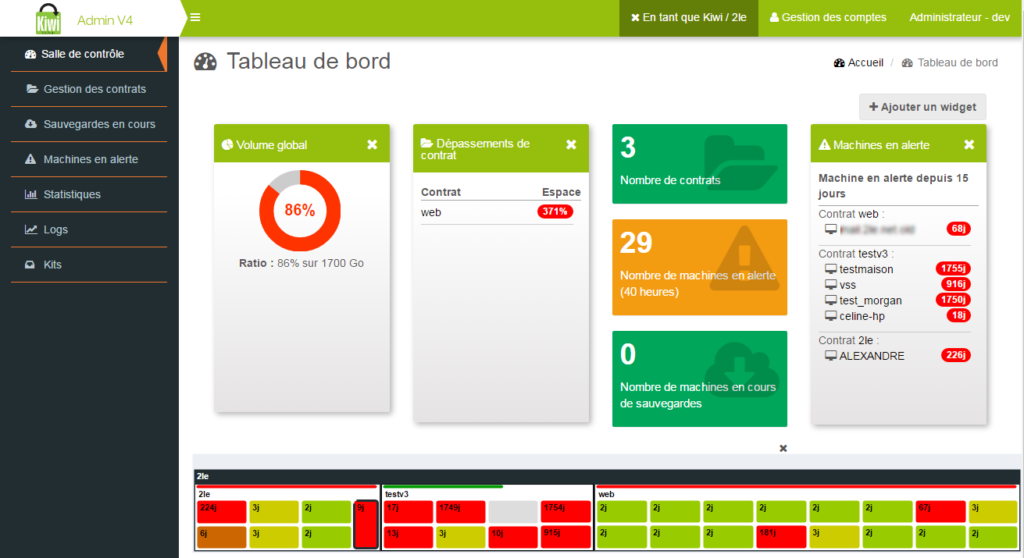 Kiwi
Admin V4
En tant que Kiwi / 2le
Gestion des comptes
Administrateur - dev
Salle de contrôle
Gestion des contrats
Sauvegardes en cours
Machines en alerte
Statistiques
Logs
Kits
Tableau de bord
Accueil / Tableau de bord
+ Ajouter un widget
Volume global
86%
Ratio : 86% sur 1700 Go
Dépassements de
contrat
Contrat Espace
web 371%
3
Nombre de contrats
29
Nombre de machines en alerte
(40 heures)
0
Nombre de machines en cours
de sauvegardes
Machines en alerte
Machine en alerte depuis 15
jours
Contrat web :
68j
Contrat testv3 :
testmaison 1755j
vss 916j
test_morgan 1750j
celine-hp 18j
Contrat 2le :
ALEXANDRE 226j
2le
2le
224j 3j 2j 9j
6j 3j 2j
testv3
17j 1749j 1754j
13j 3j 10j 915j
web
2j 2j 2j 2j 2j 2j 67j 3j
2j 2j 2j 181j 3j 2j 2j 2j